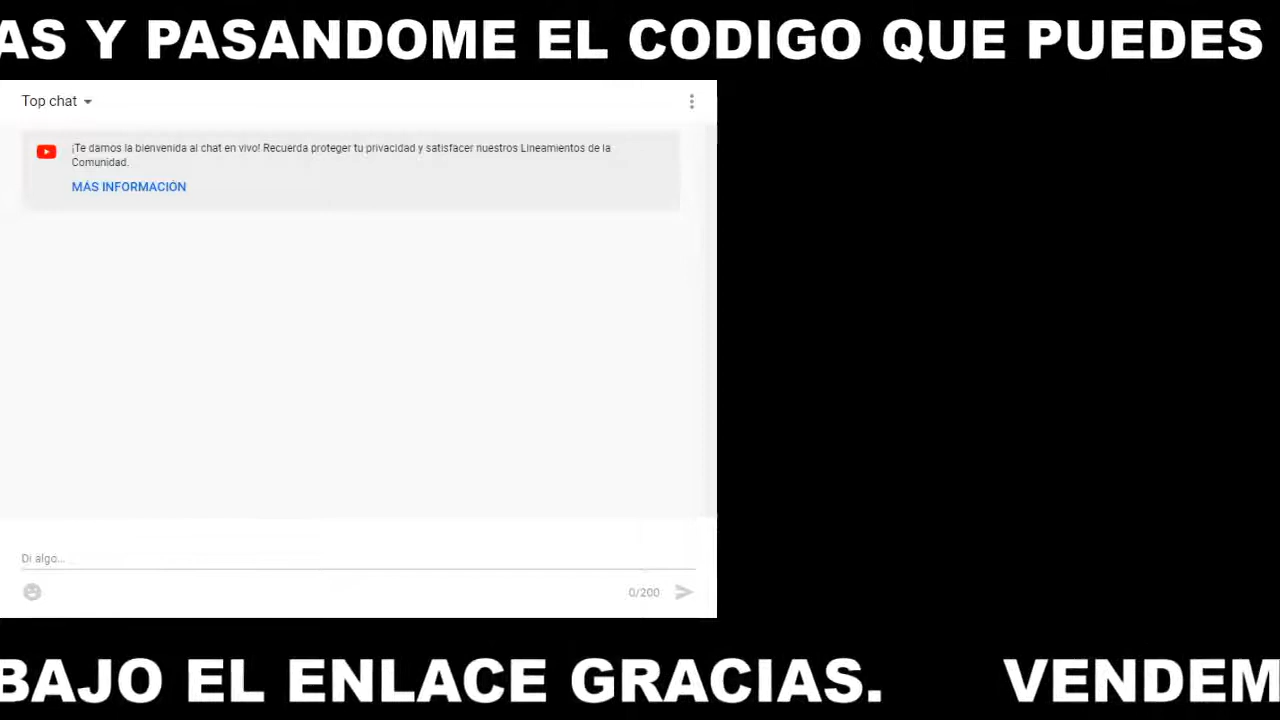 AS Y PASANDOME EL CODIGO QUE PUEDES
Top chat
¡Te damos la bienvenida al chat en vivo! Recuerda proteger tu privacidad y satisfacer nuestros Lineamientos de la
Comunidad.
MÁS INFORMACIÓN
Di algo...
0/200
BAJO EL ENLACE GRACIAS. VENDEM